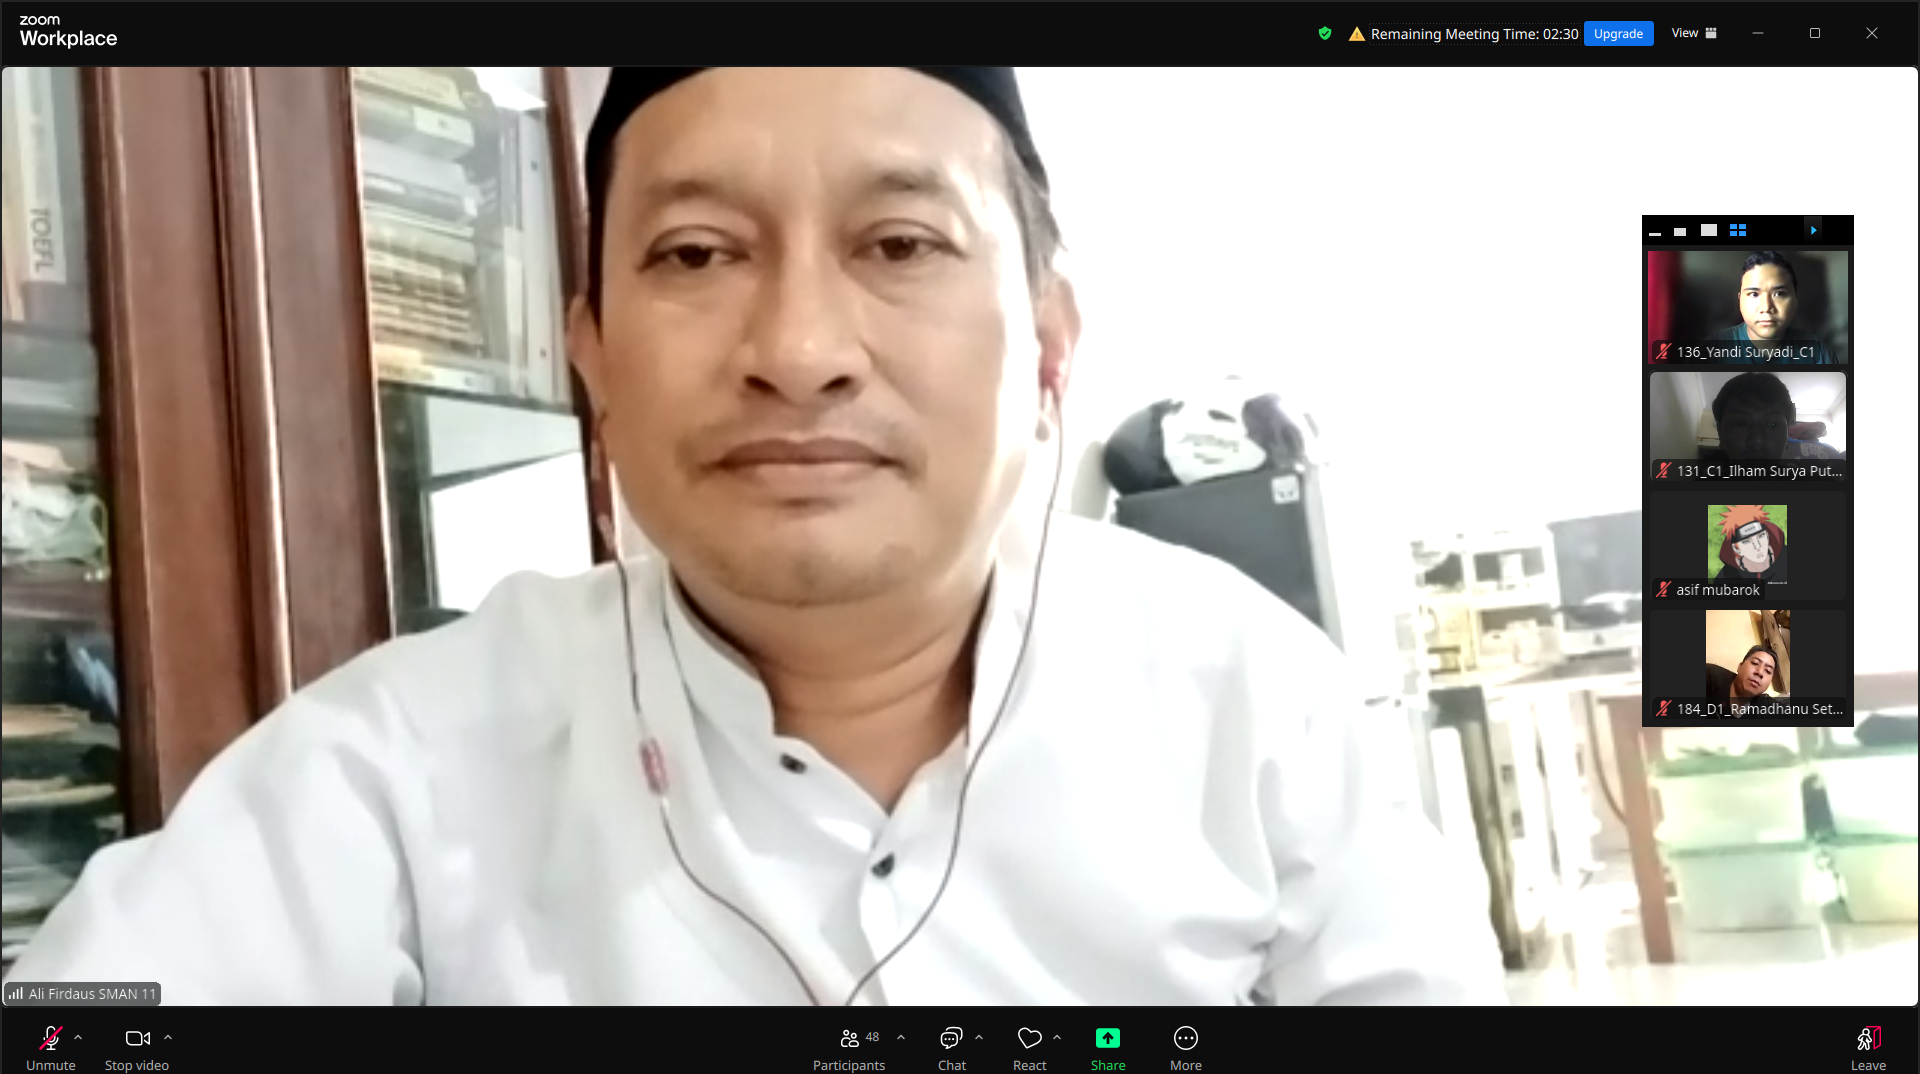 zoom
Workplace
Remaining Meeting Time: 02:30
Upgrade
View
TOEFL
136_Yandi Suryadi_C1
131_C1_Ilham Surya Put...
asif mubarok
184_D1_Ramadhanu Set...
Ali Firdaus SMAN 11
Unmute
Stop video
48
Participants
Chat
React
Share
More
Leave